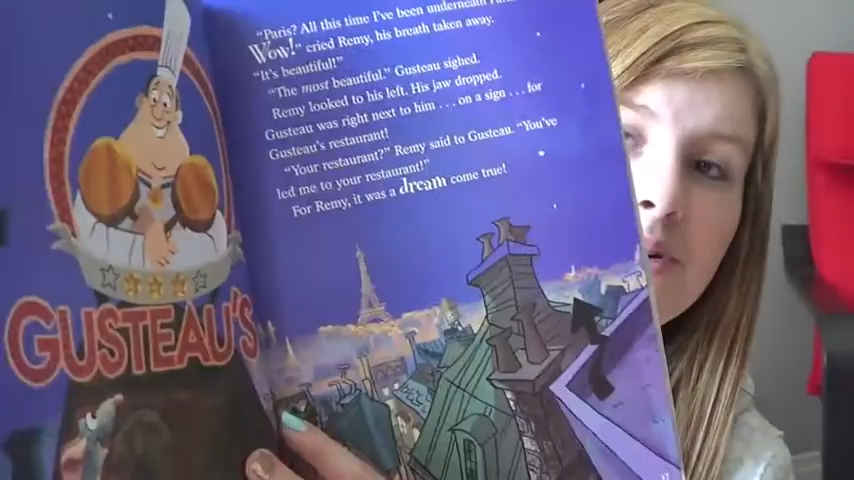 GUSTEAU'S
"Paris? All this time I've been underneath
Wow!" cried Remy, his breath taken away.
"It's beautiful!"
"The most beautiful." Gusteau sighed.
Remy looked to his left. His jaw dropped.
Gusteau was right next to him . . . on a sign . . . for
Gusteau's restaurant!
"Your restaurant?" Remy said to Gusteau. "You've
led me to your restaurant!"
For Remy, it was a dream come true!